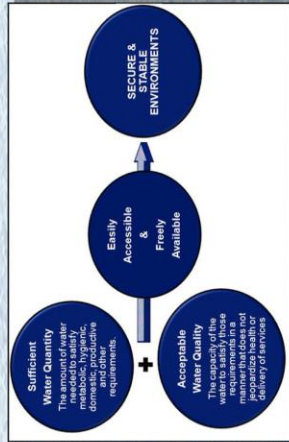 Sufficient
Water Quantity
The amount of water
needed to satisfy
metabolic, hygienic,
domestic, productive
and other
requirements.
+
Acceptable
Water Quality
The capacity of the
water to satisfy those
requirements in a
manner that does not
jeopardize health or
delivery of services
Easily
Accessible
&
Freely
Available
SECURE &
STABLE
ENVIRONMENTS